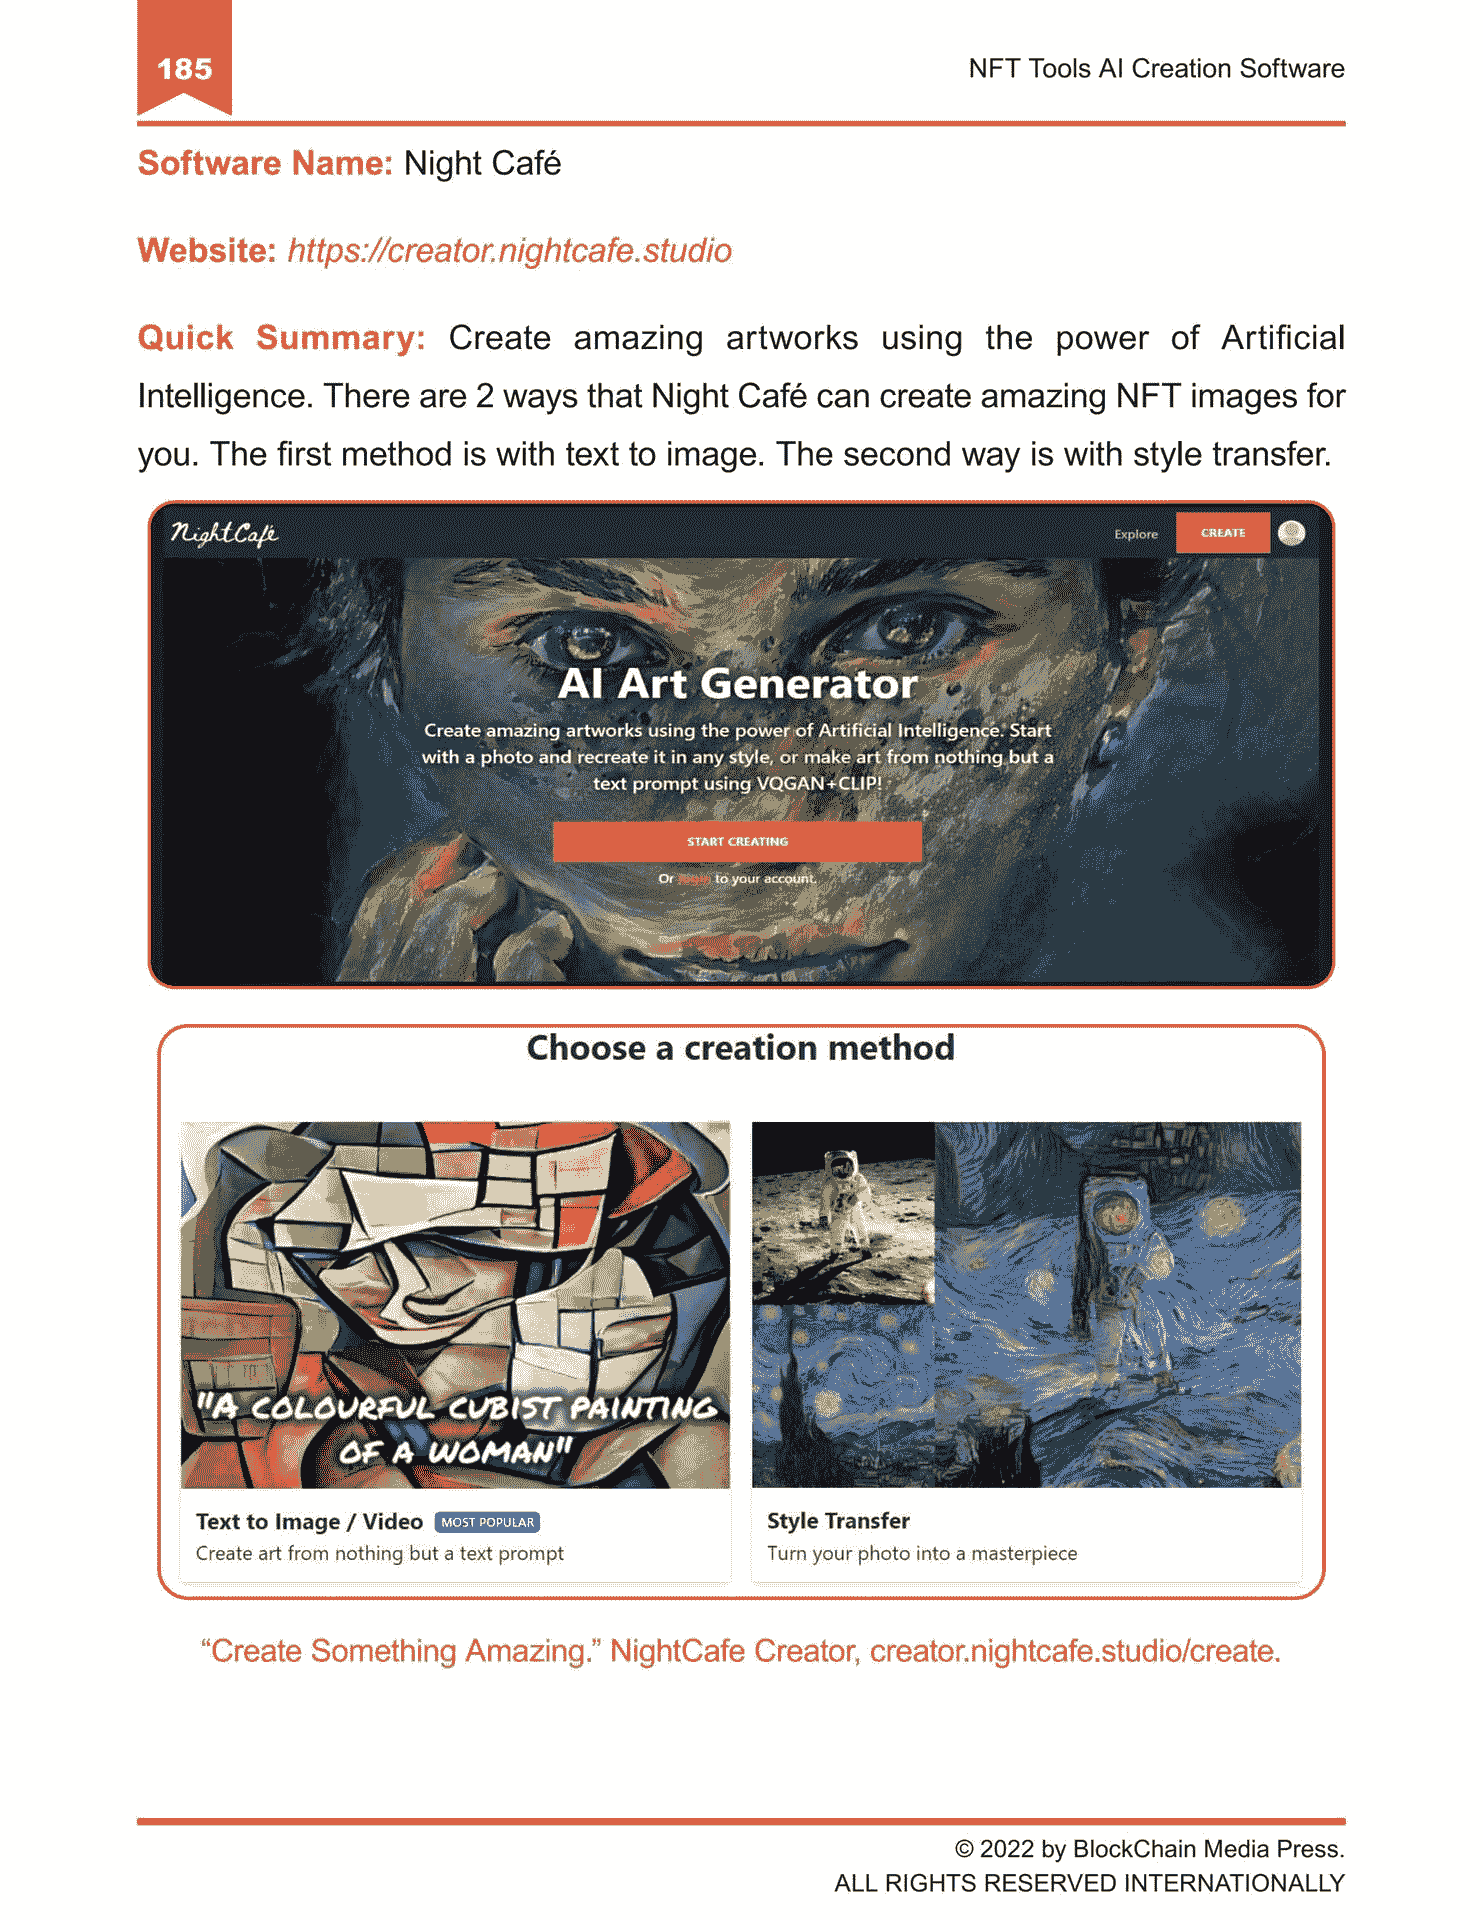 185
NFT Tools AI Creation Software
Software Name: Night Café
Website: https://creator.nightcafe.studio
Quick Summary: Create amazing artworks using the power of Artificial
Intelligence. There are 2 ways that Night Café can create amazing NFT images for
you. The first method is with text to image. The second way is with style transfer.
NightCafé
Explore
CREATE
AI Art Generator
Create amazing artworks using the power of Artificial Intelligence. Start
with a photo and recreate it in any style, or make art from nothing but a
text prompt using VQGAN+CLIP!
START CREATING
Or to your account.
Choose a creation method
"A COLOURFUL CUBIST PAINTING
OF A WOMAN"
Text to Image / Video MOST POPULAR
Create art from nothing but a text prompt
Style Transfer
Turn your photo into a masterpiece
“Create Something Amazing.” NightCafe Creator, creator.nightcafe.studio/create.
© 2022 by BlockChain Media Press.
ALL RIGHTS RESERVED INTERNATIONALLY